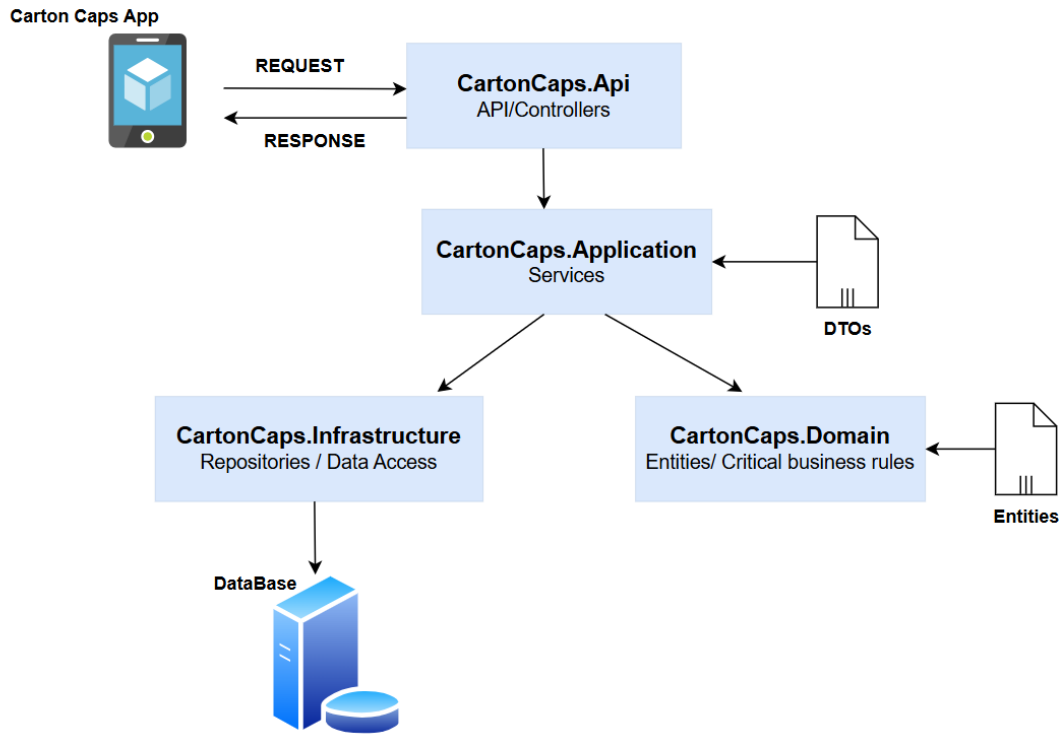 Carton Caps App
REQUEST
RESPONSE
CartonCaps.Api
API/Controllers
CartonCaps.Application
Services
DTOs
CartonCaps.Infrastructure
Repositories / Data Access
CartonCaps.Domain
Entities/ Critical business rules
Entities
DataBase